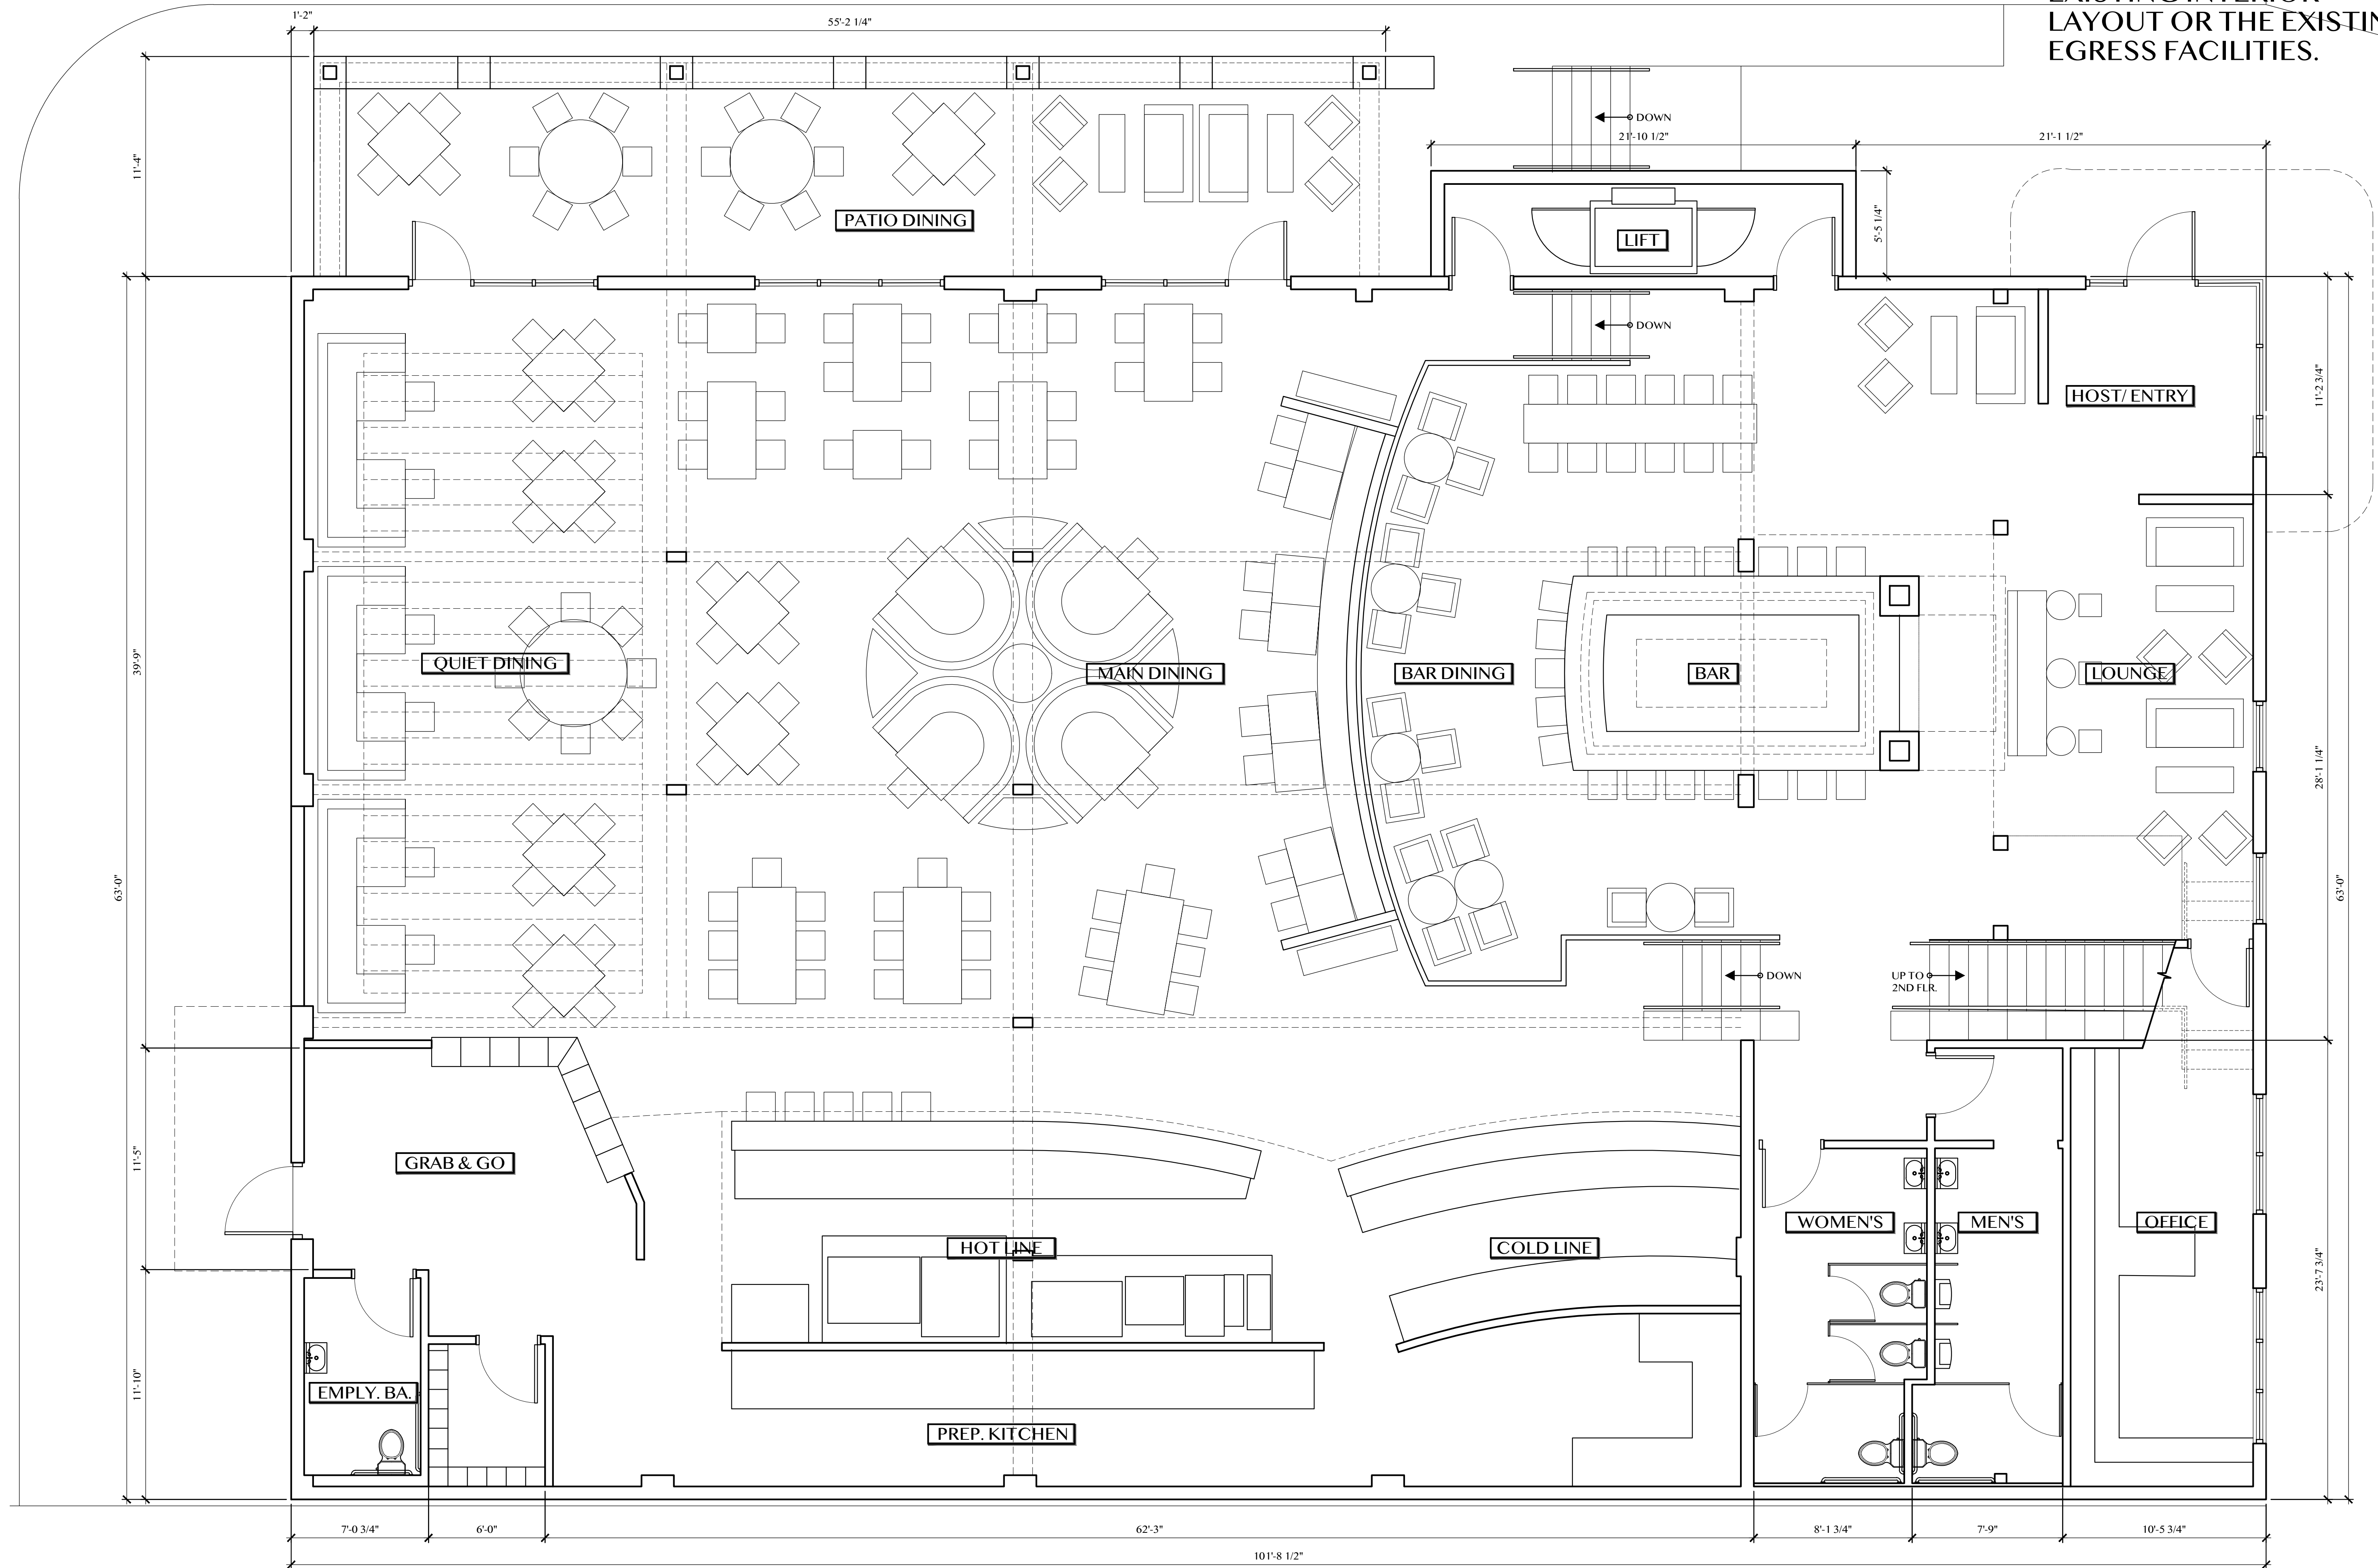 EXISTING INTERIOR
LAYOUT OR THE EXISTIN
EGRESS FACILITIES.
1'-2"
55'-2 1/4"
DOWN
21'-10 1/2"
21'-1 1/2"
11'-4"
PATIO DINING
LIFT
5'-5 1/4"
DOWN
HOST/ ENTRY
11'-2 3/4"
39'-9"
QUIET DINING
MAIN DINING
BAR DINING
BAR
LOUNGE
28'-1 1/4"
63'-0"
63'-0"
DOWN
UP TO
2ND FLR.
11'-5"
GRAB & GO
HOT LINE
COLD LINE
WOMEN'S
MEN'S
OFFICE
23'-7 3/4"
11'-10"
EMPLY. BA.
PREP. KITCHEN
7'-0 3/4"
6'-0"
62'-3"
8'-1 3/4"
7'-9"
10'-5 3/4"
101'-8 1/2"